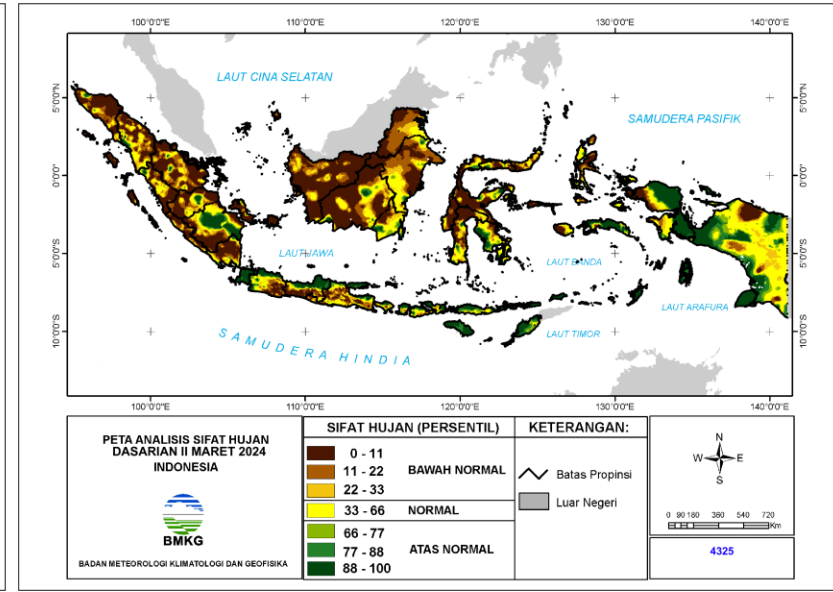 100°0'0"E 110°0'0"E 120°0'0"E 130°0'0"E 140°0'0"E
5°0'0"N 5°0'0"N
0°0'0" 0°0'0"
5°0'0"S 5°0'0"S
10°0'0"S 10°0'0"S
LAUT CINA SELATAN
SAMUDERA PASIFIK
LAUT JAWA
LAUT BANDA
LAUT ARAFURA
LAUT TIMOR
SAMUDERA HINDIA
100°0'0"E 110°0'0"E 120°0'0"E 130°0'0"E 140°0'0"E
PETA ANALISIS SIFAT HUJAN
DASARIAN II MARET 2024
INDONESIA
BMKG
BADAN METEOROLOGI KLIMATOLOGI DAN GEOFISIKA
SIFAT HUJAN (PERSENTIL)
0 - 11
11 - 22 BAWAH NORMAL
22 - 33
33 - 66 NORMAL
66 - 77
77 - 88 ATAS NORMAL
88 - 100
KETERANGAN:
Batas Propinsi
Luar Negeri
N
W E
S
0 90 180 360 540 720
Km
4325